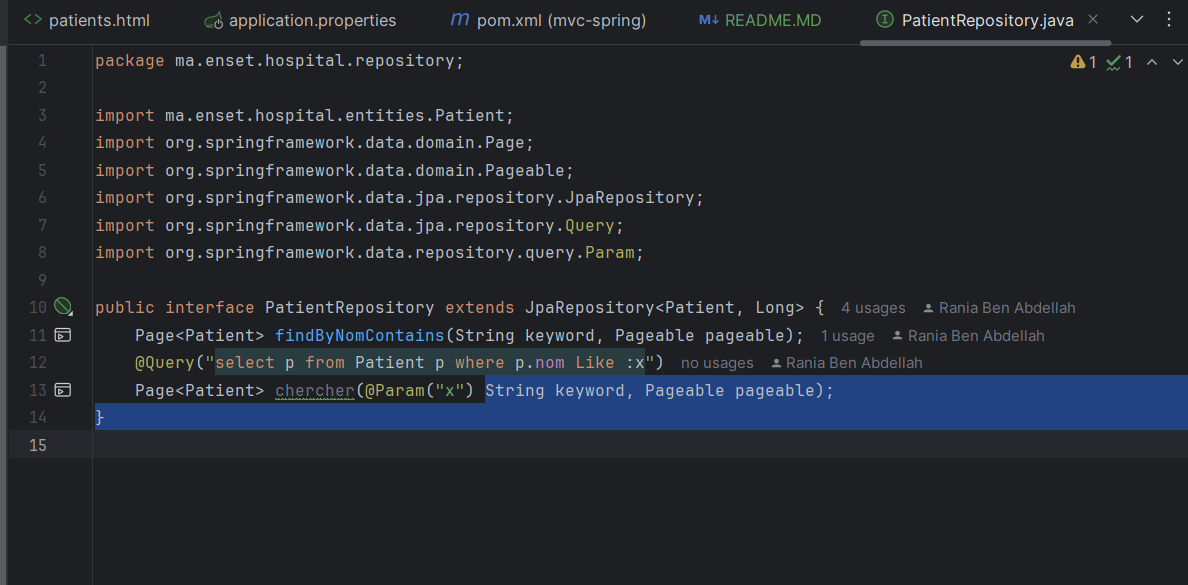 patients.html application.properties pom.xml (mvc-spring) README.MD PatientRepository.java
1 package ma.enset.hospital.repository; 1 1
2
3 import ma.enset.hospital.entities.Patient;
4 import org.springframework.data.domain.Page;
5 import org.springframework.data.domain.Pageable;
6 import org.springframework.data.jpa.repository.JpaRepository;
7 import org.springframework.data.jpa.repository.Query;
8 import org.springframework.data.repository.query.Param;
9
10 public interface PatientRepository extends JpaRepository<Patient, Long> { 4 usages Rania Ben Abdellah
11 Page<Patient> findByNomContains(String keyword, Pageable pageable); 1 usage Rania Ben Abdellah
12 @Query("select p from Patient p where p.nom Like :x") no usages Rania Ben Abdellah
13 Page<Patient> chercher(@Param("x") String keyword, Pageable pageable);
14 }
15